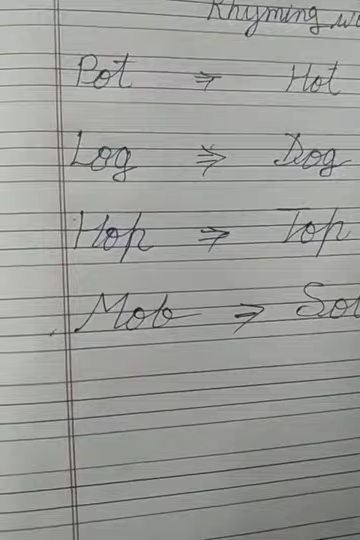 Rhyming
Pot ⇒ Hot
Log ⇒ Dog
Hop ⇒ Top
Mob ⇒